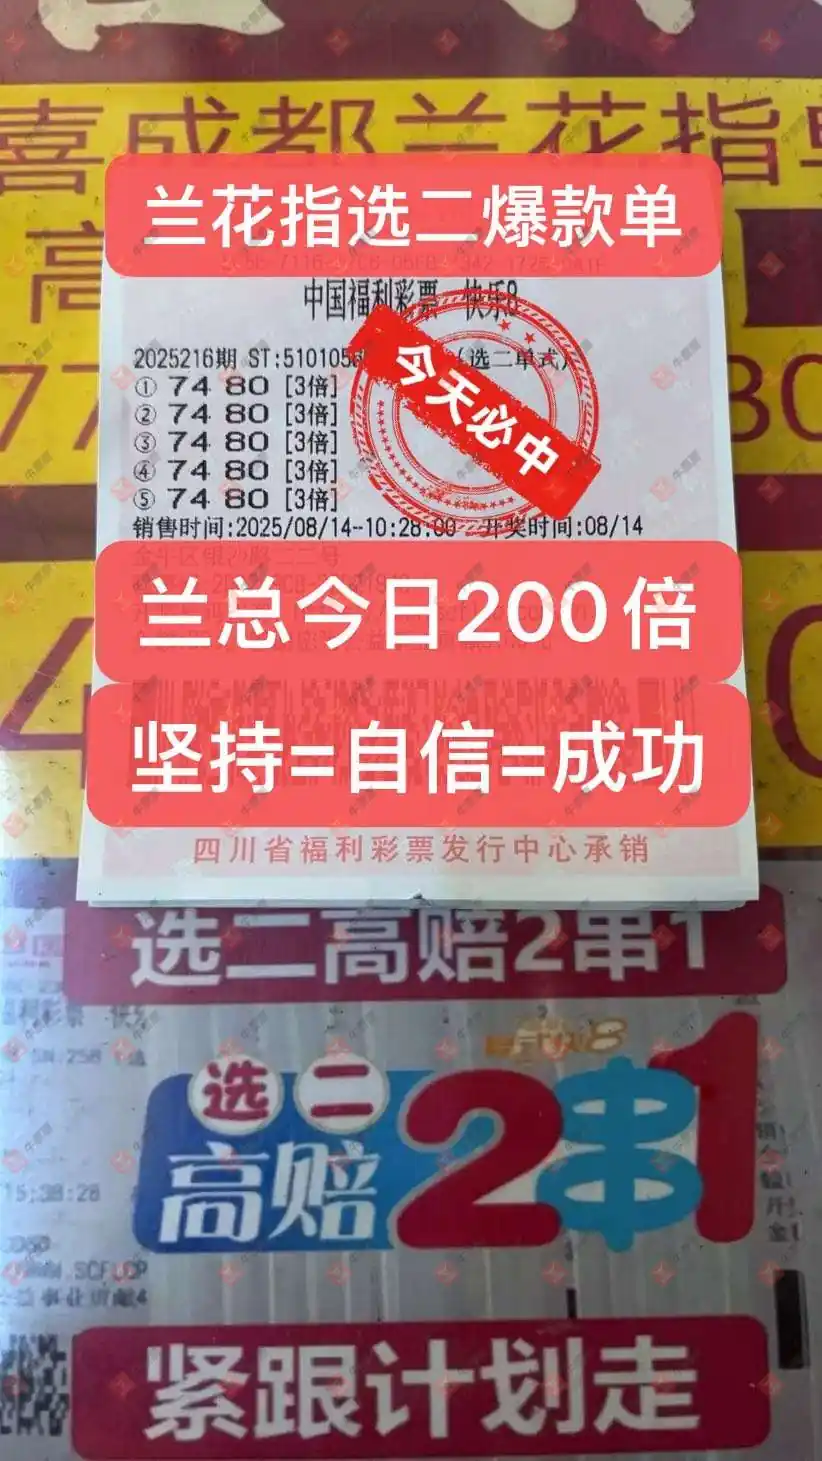 喜成都兰花指单
高
兰花指选二爆款单
中国福利彩票 快乐8
2025216期 ST:5101056
(选二单式)
① 74 80 [3倍]
② 74 80 [3倍]
③ 74 80 [3倍]
④ 74 80 [3倍]
⑤ 74 80 [3倍]
今天必中
销售时间:2025/08/14-10:28:00 开奖时间:08/14
兰总今日200倍
坚持=自信=成功
四川省福利彩票发行中心承销
选二高赔2串1
选二
高赔
2串1
15:38:28
紧跟计划走